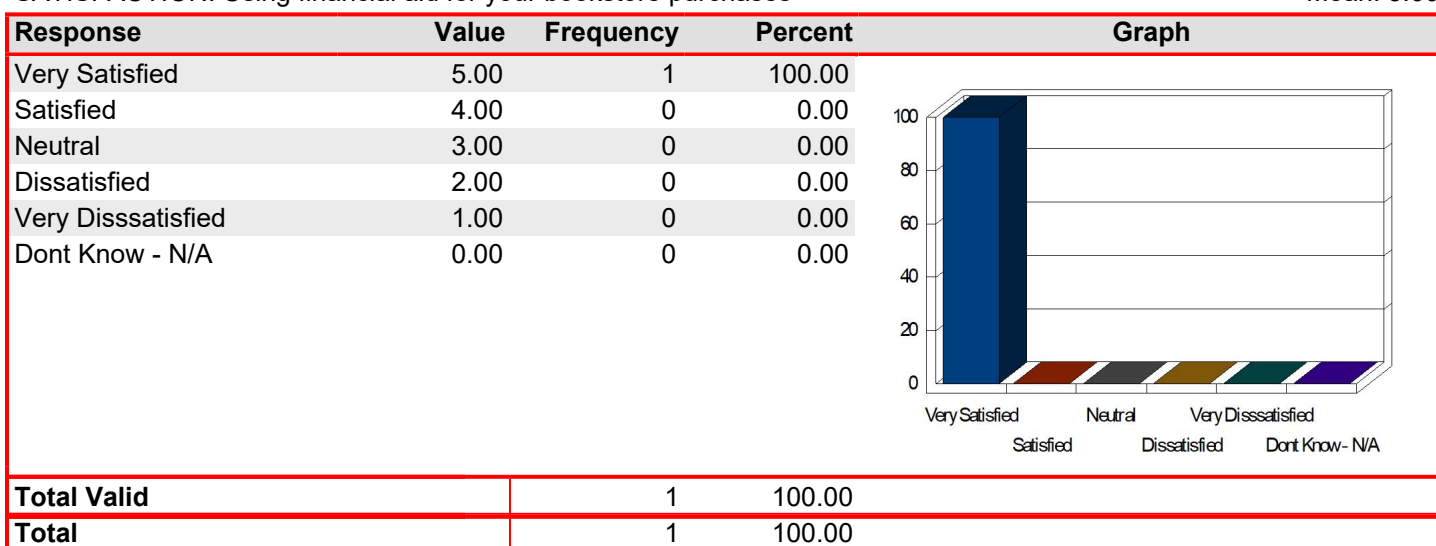 Response Value Frequency Percent Graph
Very Satisfied 5.00 1 100.00
Satisfied 4.00 0 0.00
Neutral 3.00 0 0.00
Dissatisfied 2.00 0 0.00
Very Disssatisfied 1.00 0 0.00
Dont Know - N/A 0.00 0 0.00
100
80
60
40
20
0
Very Satisfied Neutral Very Disssatisfied
Satisfied Dissatisfied Dont Know - N/A
Total Valid 1 100.00
Total 1 100.00